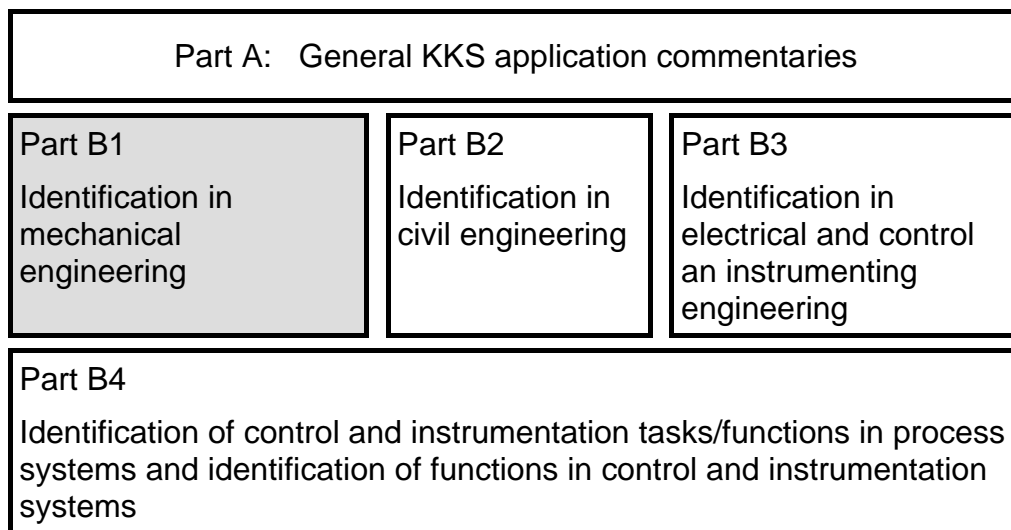 Part A:   General KKS application commentaries
Part B1
Identification in
mechanical
engineering
Part B2
Identification in
civil engineering
Part B3
Identification in
electrical and control
an instrumenting
engineering
Part B4
Identification of control and instrumentation tasks/functions in process
systems and identification of functions in control and instrumentation
systems